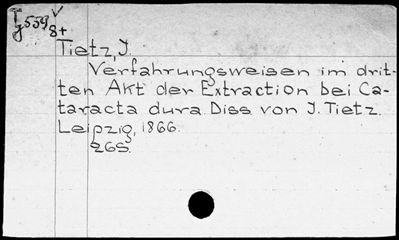 Ty559
8+
Tietz, J.
Verfahrungsweisen im drit-
ten Akt der Extraction bei Ca-
taracta dura. Diss von J. Tietz.
Leipzig, 1866.
26S.